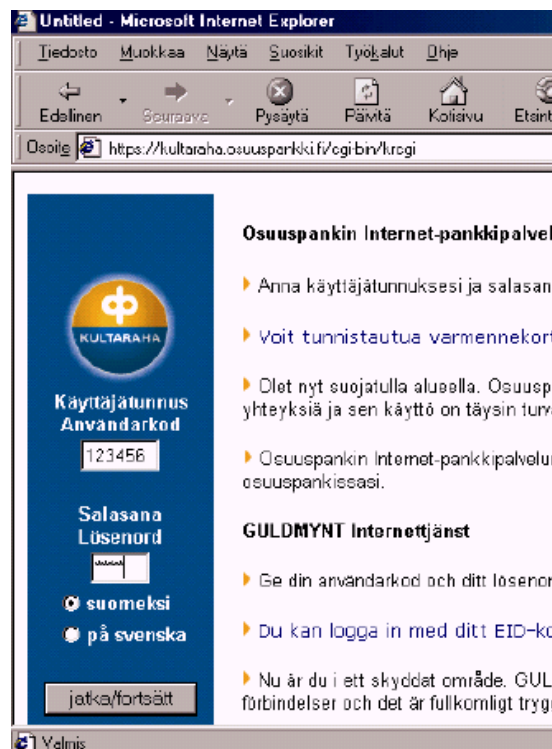 Untitled - Microsoft Internet Explorer
Tiedosto Muokkaa Näytä Suosikit Työkalut Ohje
Edellinen Seuraava Pysäytä Päivitä Kotisivu Etsint
Osoite https://kultaraha.osuuspankki.fi/cgi-bin/krcgi
KULTARAHA
Käyttäjätunnus
Användarkod
123456
Salasana
Lösenord
suomeksi
på svenska
jatka/fortsätt
Osuuspankin Internet-pankkipalvel
Anna käyttäjätunnuksesi ja salasan
Voit tunnistautua varmennekort
Olet nyt suojatulla alueella. Osuusp
yhteyksiä ja sen käyttö on täysin turva
Osuuspankin Internet-pankkipalvelun
osuuspankissasi.
GULDMYNT Internettjänst
Ge din användarkod och ditt lösenor
Du kan logga in med ditt EID-ko
Nu är du i ett skyddat område. GUL
förbindelser och det är fullkomligt trygg
Valmis